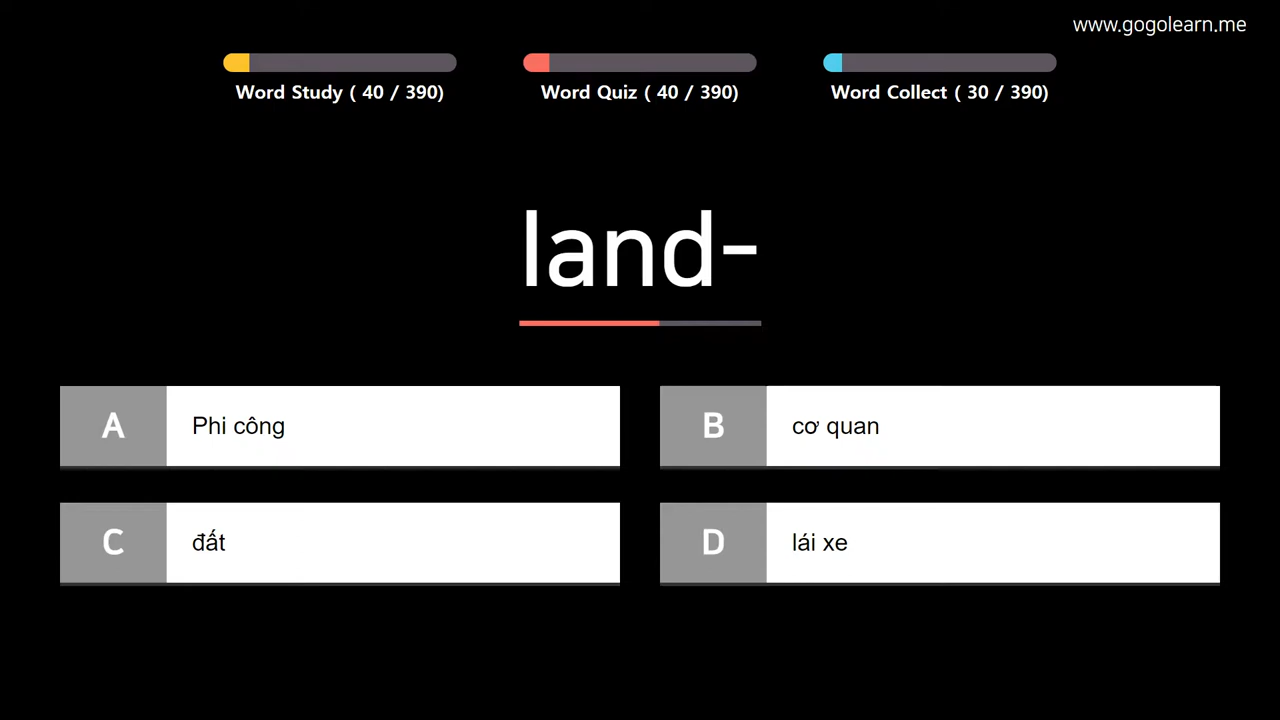 www.gogolearn.me
Word Study ( 40 / 390)
Word Quiz ( 40 / 390)
Word Collect ( 30 / 390)
land-
A Phi công
B cơ quan
C đất
D lái xe